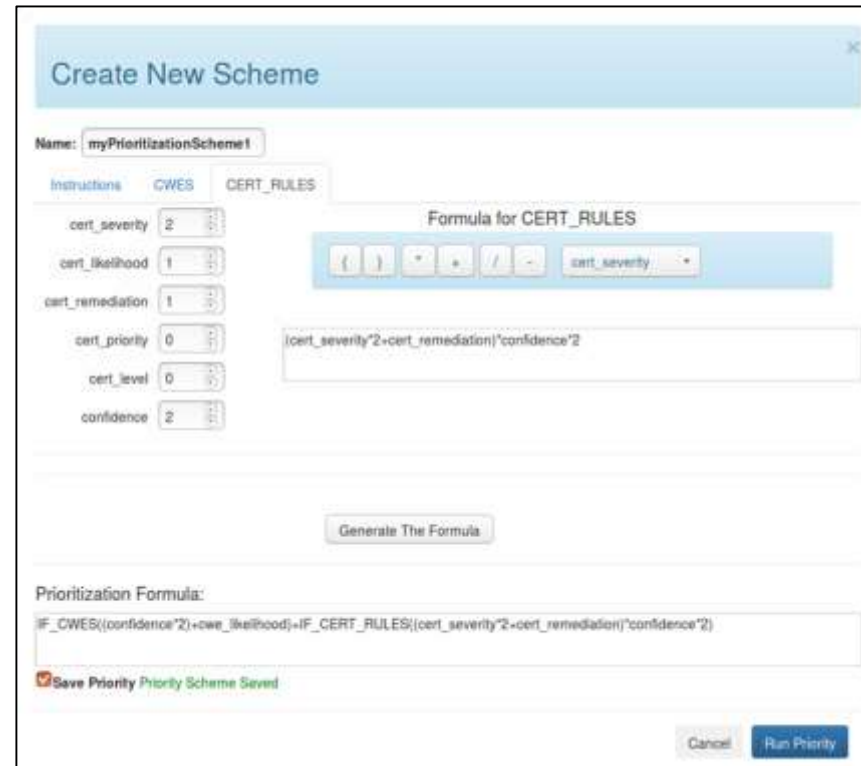 Create New Scheme
×
Name: myPrioritizationScheme1
Instructions CWES CERT_RULES
cert_severity 2
cert_likelihood 1
cert_remediation 1
cert_priority 0
cert_level 0
confidence 2
Formula for CERT_RULES
( ) * + / - cert_severity
(cert_severity*2+cert_remediation)*confidence*2
Generate The Formula
Prioritization Formula:
IF_CWES((confidence*2)+cwe_likelihood)+IF_CERT_RULES((cert_severity*2+cert_remediation)*confidence*2)
Save Priority Priority Scheme Saved
Cancel Run Priority